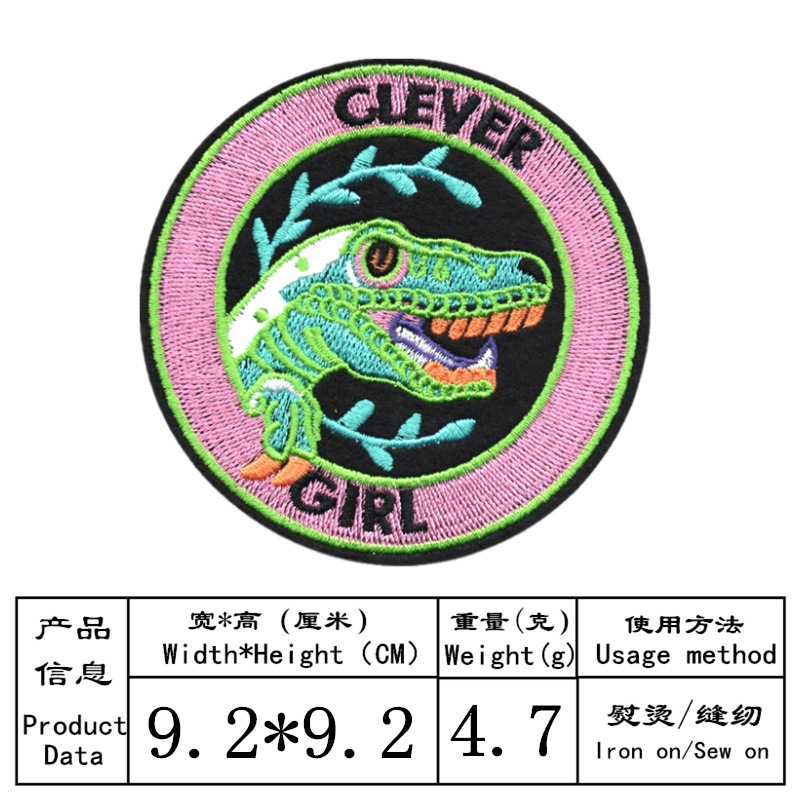 CLEVER
GIRL
产品
信息
Product
Data
宽*高 (厘米)
Width*Height (CM)
重量(克)
Weight(g)
使用方法
Usage method
9.2*9.2
4.7
熨烫/缝纫
Iron on/Sew on